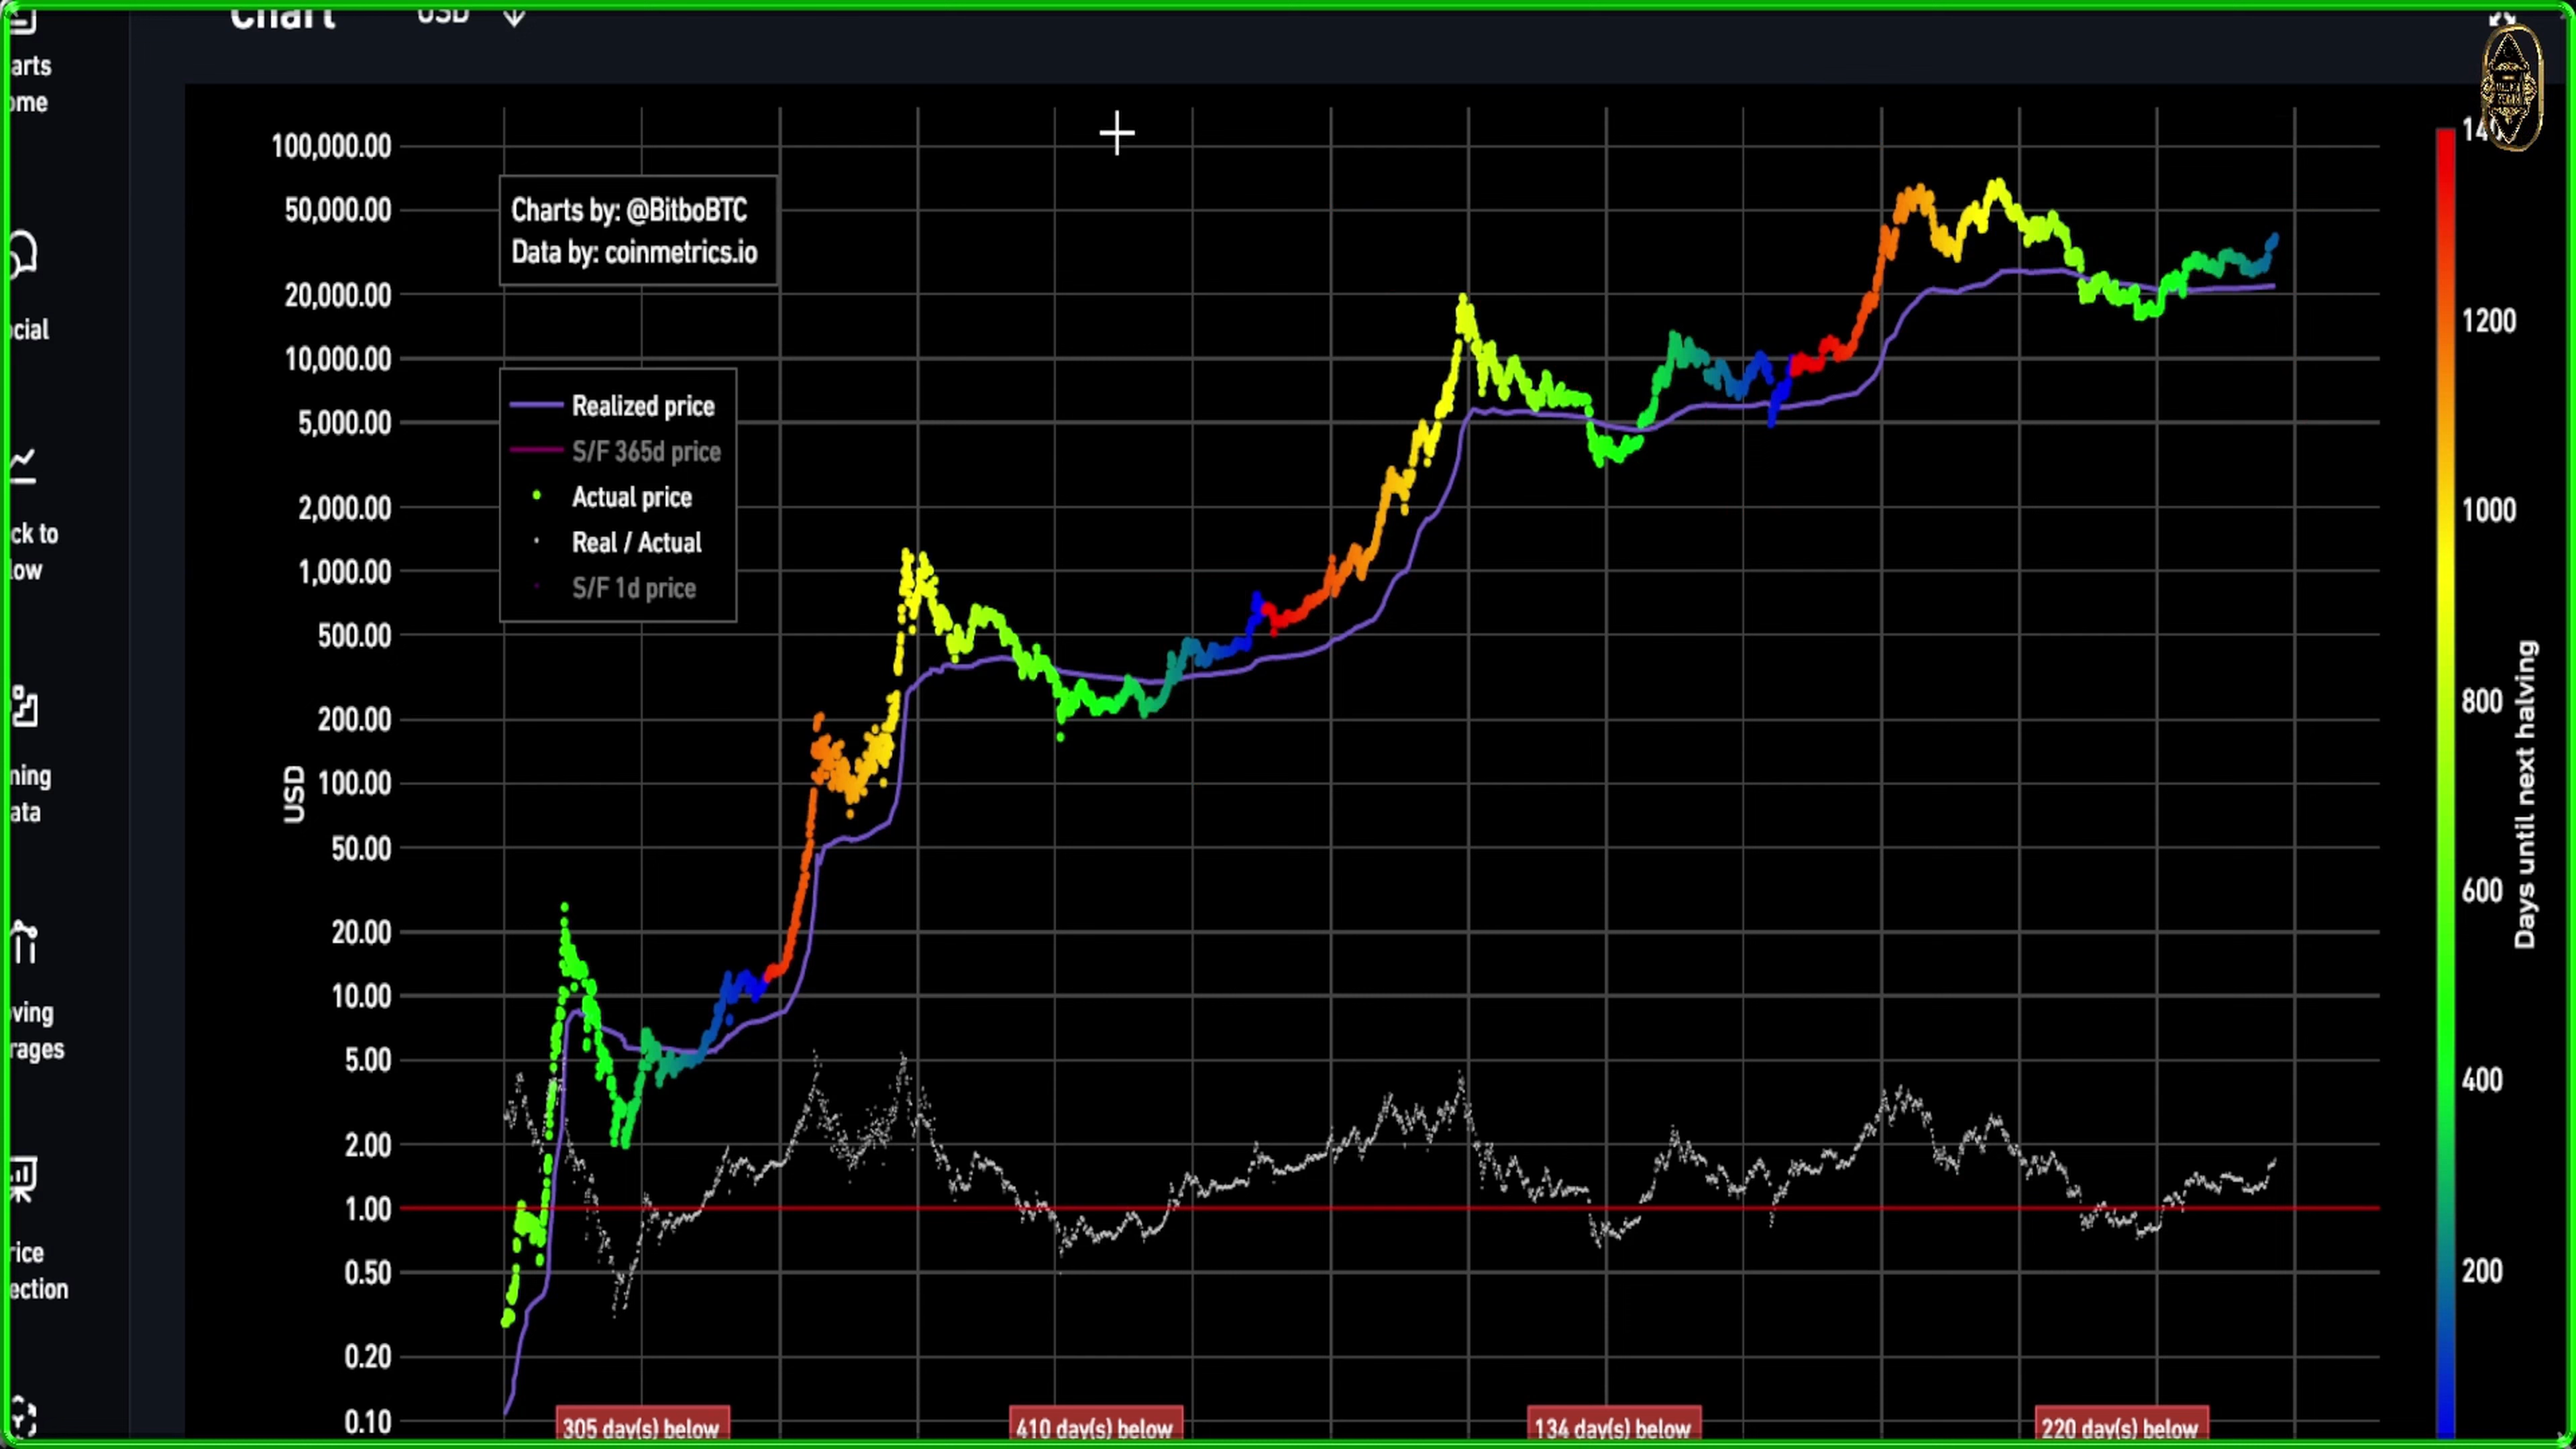 Chart USD
arts
ome
ocial
ck to
low
ning
ata
ving
rages
rice
ection
100,000.00
50,000.00
20,000.00
10,000.00
5,000.00
2,000.00
1,000.00
500.00
200.00
100.00
50.00
20.00
10.00
5.00
2.00
1.00
0.50
0.20
0.10
USD
Charts by: @BitboBTC
Data by: coinmetrics.io
Realized price
S/F 365d price
Actual price
Real / Actual
S/F 1d price
305 day(s) below
410 day(s) below
134 day(s) below
220 day(s) below
1200
1000
800
600
400
200
Days until next halving